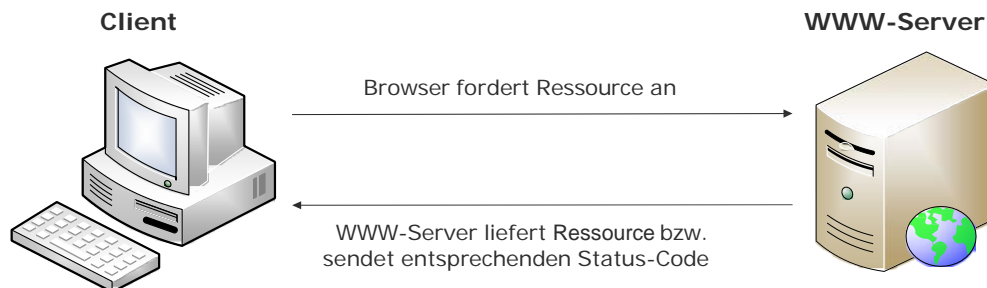 Client
WWW-Server
Browser fordert Ressource an
WWW-Server liefert Ressource bzw.
sendet entsprechenden Status-Code